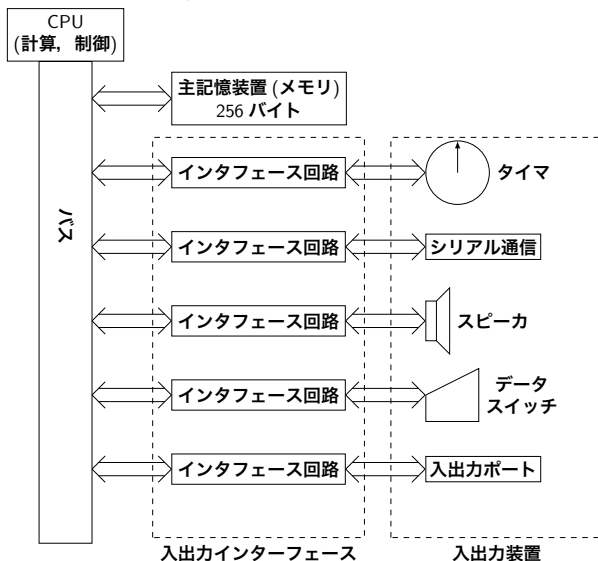 CPU
(計算，制御)
主記憶装置 (メモリ)
256 バイト
バス
インタフェース回路
タイマ
インタフェース回路
シリアル通信
インタフェース回路
スピーカ
インタフェース回路
データ
スイッチ
インタフェース回路
入出力ポート
入出力インターフェース
入出力装置